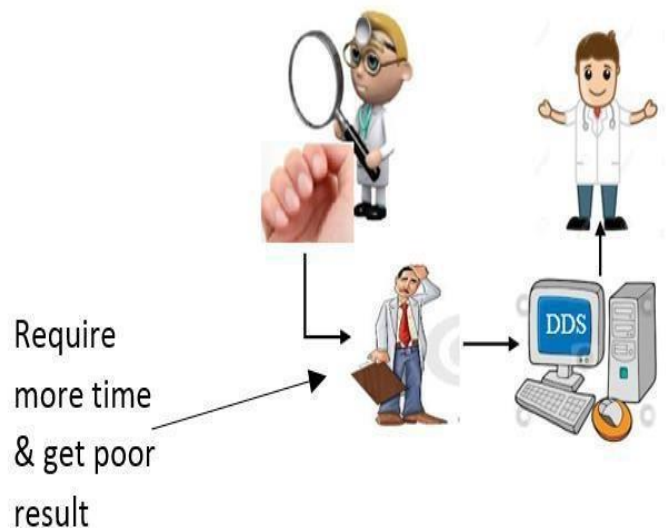 DDS
Require
more time
& get poor
result